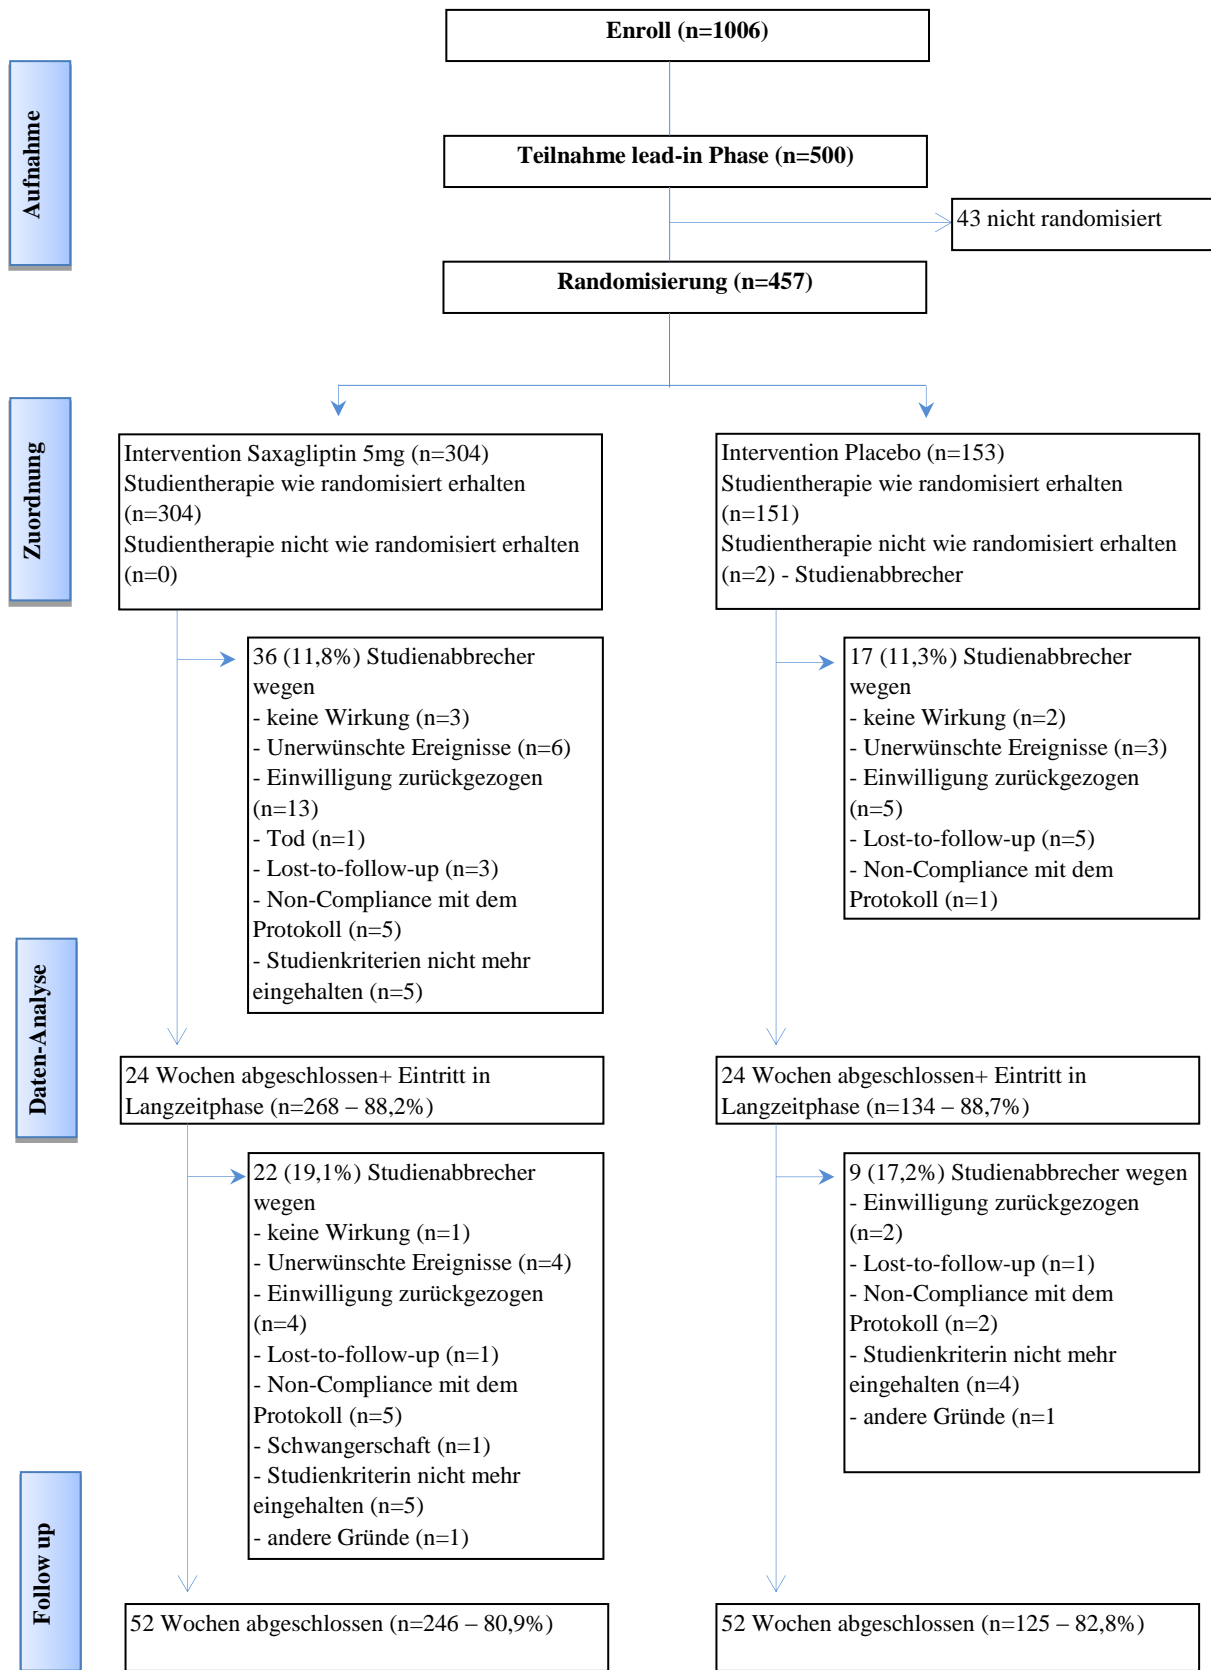 Enroll (n=1006)
Aufnahme
Teilnahme lead-in Phase (n=500)
43 nicht randomisiert
Randomisierung (n=457)
Zuordnung
Intervention Saxagliptin 5mg (n=304)
Studientherapie wie randomisiert erhalten
(n=304)
Studientherapie nicht wie randomisiert erhalten
(n=0)
Intervention Placebo (n=153)
Studientherapie wie randomisiert erhalten
(n=151)
Studientherapie nicht wie randomisiert erhalten
(n=2) - Studienabbrecher
36 (11,8%) Studienabbrecher
wegen
- keine Wirkung (n=3)
- Unerwünschte Ereignisse (n=6)
- Einwilligung zurückgezogen
(n=13)
- Tod (n=1)
- Lost-to-follow-up (n=3)
- Non-Compliance mit dem
Protokoll (n=5)
- Studienkriterien nicht mehr
eingehalten (n=5)
17 (11,3%) Studienabbrecher
wegen
- keine Wirkung (n=2)
- Unerwünschte Ereignisse (n=3)
- Einwilligung zurückgezogen
(n=5)
- Lost-to-follow-up (n=5)
- Non-Compliance mit dem
Protokoll (n=1)
Daten-Analyse
24 Wochen abgeschlossen+ Eintritt in
Langzeitphase (n=268 – 88,2%)
24 Wochen abgeschlossen+ Eintritt in
Langzeitphase (n=134 – 88,7%)
22 (19,1%) Studienabbrecher
wegen
- keine Wirkung (n=1)
- Unerwünschte Ereignisse (n=4)
- Einwilligung zurückgezogen
(n=4)
- Lost-to-follow-up (n=1)
- Non-Compliance mit dem
Protokoll (n=5)
- Schwangerschaft (n=1)
- Studienkriterin nicht mehr
eingehalten (n=5)
- andere Gründe (n=1)
9 (17,2%) Studienabbrecher wegen
- Einwilligung zurückgezogen
(n=2)
- Lost-to-follow-up (n=1)
- Non-Compliance mit dem
Protokoll (n=2)
- Studienkriterin nicht mehr
eingehalten (n=4)
- andere Gründe (n=1
Follow up
52 Wochen abgeschlossen (n=246 – 80,9%)
52 Wochen abgeschlossen (n=125 – 82,8%)